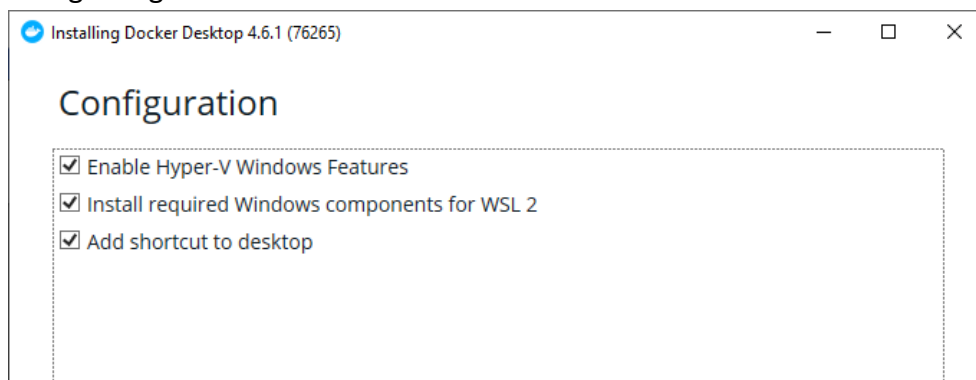 Installing Docker Desktop 4.6.1 (76265)
Configuration
Enable Hyper-V Windows Features
Install required Windows components for WSL 2
Add shortcut to desktop